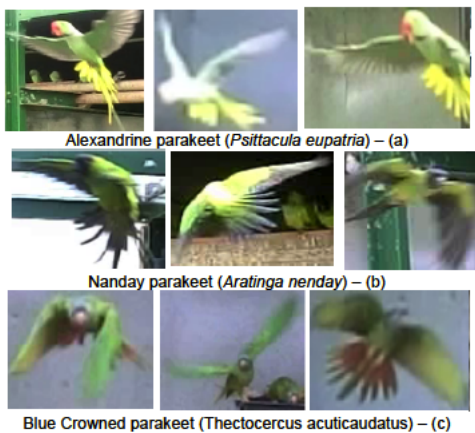 Alexandrine parakeet (Psittacula eupatria) – (a)
Nanday parakeet (Aratinga nenday) – (b)
Blue Crowned parakeet (Thectocercus acuticaudatus) – (c)